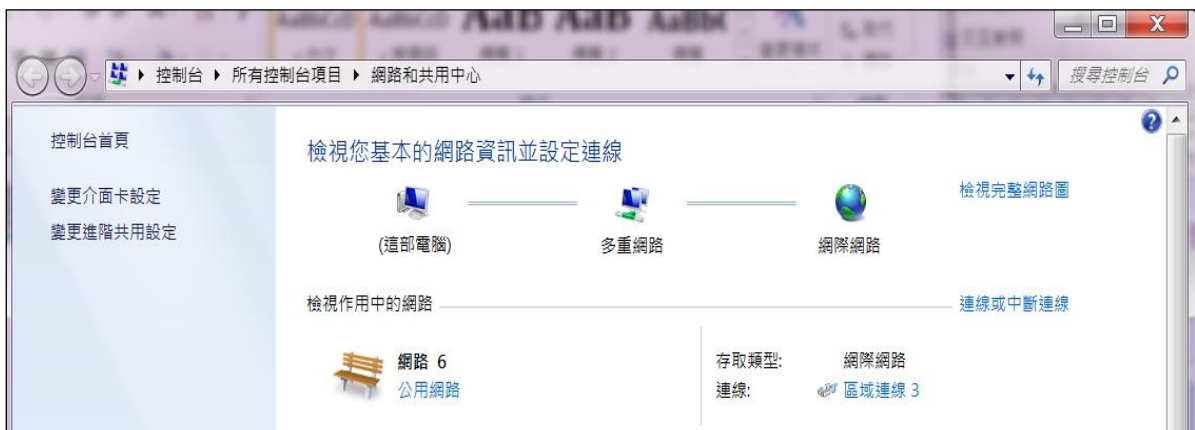 控制台 ▸ 所有控制台項目 ▸ 網路和共用中心
搜尋控制台
控制台首頁
變更介面卡設定
變更進階共用設定
檢視您基本的網路資訊並設定連線
檢視完整網路圖
(這部電腦) 多重網路 網際網路
檢視作用中的網路 連線或中斷連線
網路 6
公用網路
存取類型: 網際網路
連線: 區域連線 3